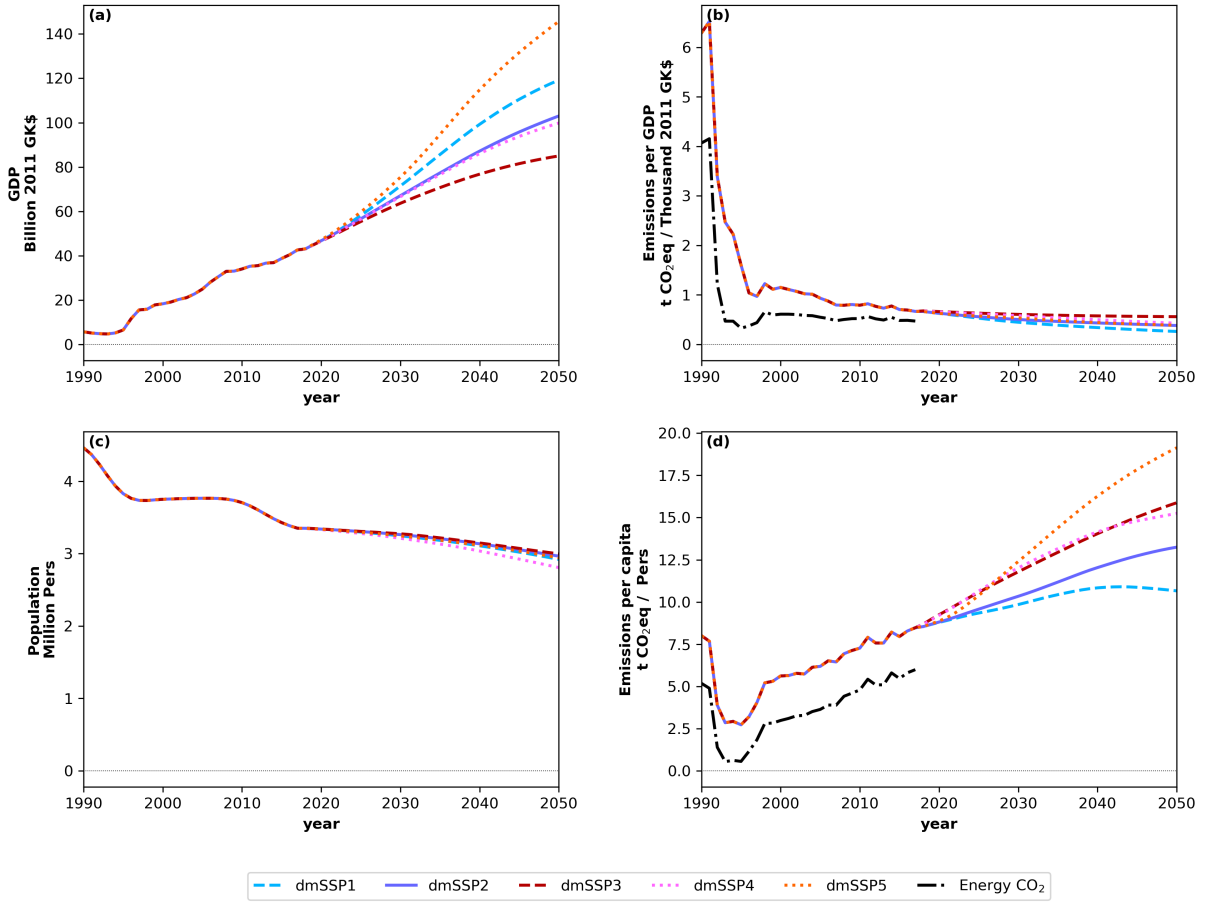 (a)
140
120
100
80
60
40
20
0
GDP
Billion 2011 GK$
1990 2000 2010 2020 2030 2040 2050
year
(b)
6
5
4
3
2
1
0
Emissions per GDP
t CO₂eq / Thousand 2011 GK$
1990 2000 2010 2020 2030 2040 2050
year
(c)
4
3
2
1
0
Population
Million Pers
1990 2000 2010 2020 2030 2040 2050
year
(d)
20.0
17.5
15.0
12.5
10.0
7.5
5.0
2.5
0.0
Emissions per capita
t CO₂eq / Pers
1990 2000 2010 2020 2030 2040 2050
year
dmSSP1 dmSSP2 dmSSP3 dmSSP4 dmSSP5 Energy CO₂